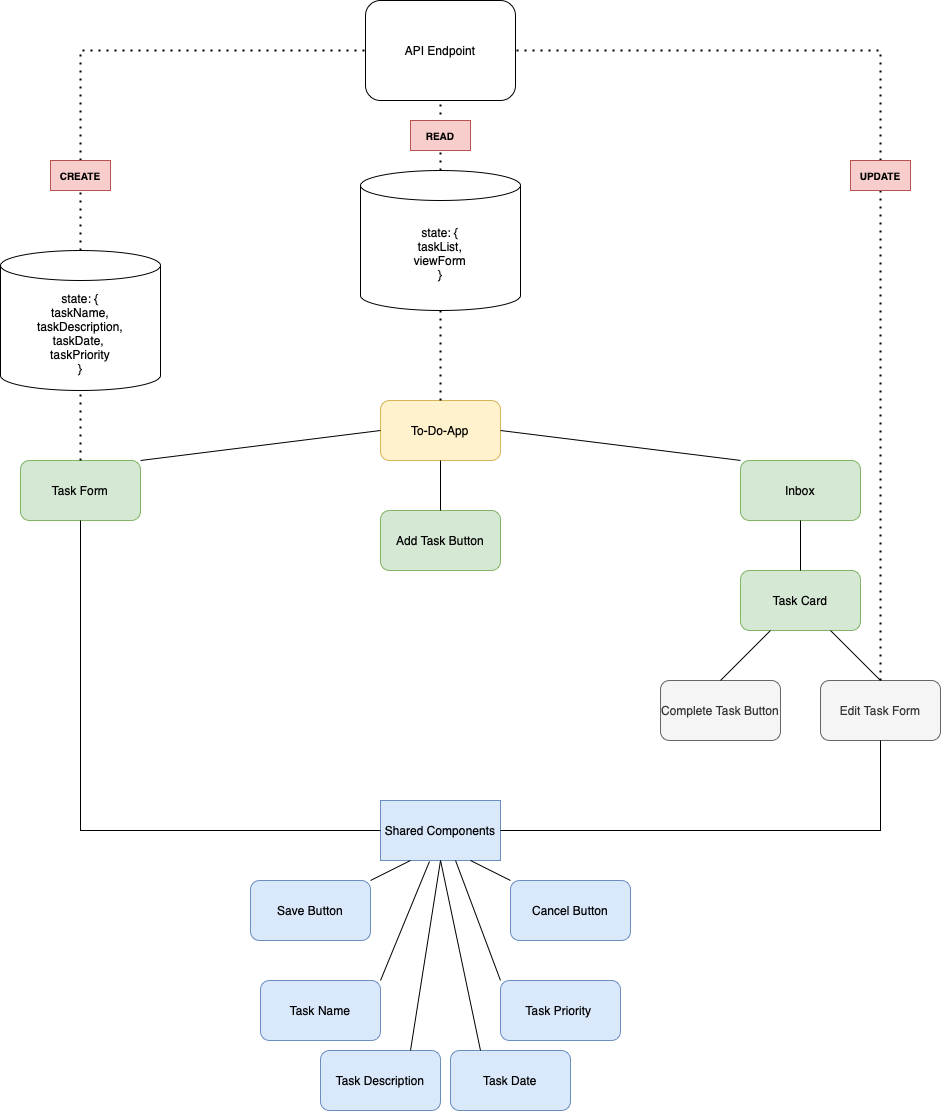 API Endpoint
READ
CREATE
UPDATE
state: {
taskList,
viewForm
}
state: {
taskName,
taskDescription,
taskDate,
taskPriority
}
To-Do-App
Task Form
Inbox
Add Task Button
Task Card
Complete Task Button
Edit Task Form
Shared Components
Save Button
Cancel Button
Task Name
Task Priority
Task Description
Task Date